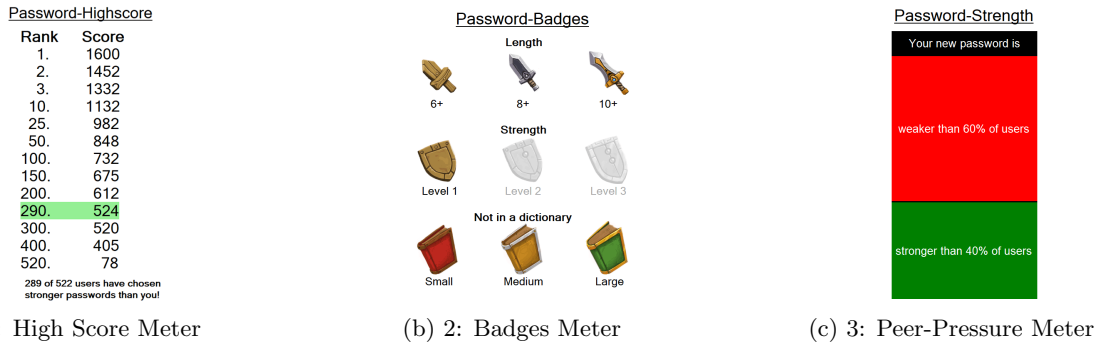 Password-Highscore
Rank Score
1. 1600
2. 1452
3. 1332
10. 1132
25. 982
50. 848
100. 732
150. 675
200. 612
290. 524
300. 520
400. 405
520. 78
289 of 522 users have chosen
stronger passwords than you!
High Score Meter
Password-Badges
Length
6+ 8+ 10+
Strength
Level 1 Level 2 Level 3
Not in a dictionary
Small Medium Large
(b) 2: Badges Meter
Password-Strength
Your new password is
weaker than 60% of users
stronger than 40% of users
(c) 3: Peer-Pressure Meter